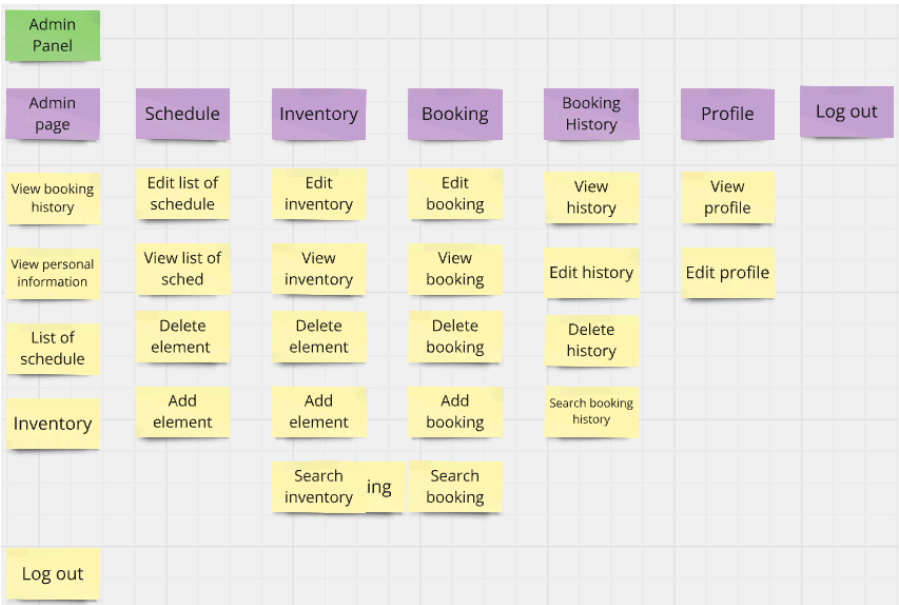 Admin
Panel
Admin
page
Schedule
Inventory
Booking
Booking
History
Profile
Log out
View booking
history
Edit list of
schedule
Edit
inventory
Edit
booking
View
history
View
profile
View personal
information
View list of
sched
View
inventory
View
booking
Edit history
Edit profile
List of
schedule
Delete
element
Delete
element
Delete
booking
Delete
history
Inventory
Add
element
Add
element
Add
booking
Search booking
history
Search
inventory
ing
Search
booking
Log out